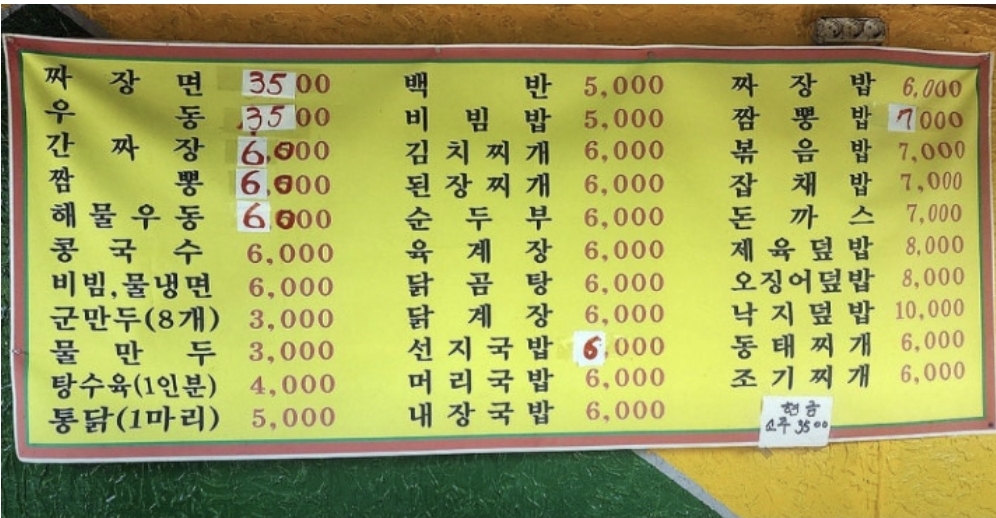 짜장면 3500
우동 3500
간짜장 6,000
짬뽕 6,000
해물우동 6,000
콩국수 6,000
비빔,물냉면 6,000
군만두(8개) 3,000
물만두 3,000
탕수육(1인분) 4,000
통닭(1마리) 5,000
백반 5,000
비빔밥 5,000
김치찌개 6,000
된장찌개 6,000
순두부 6,000
육계장 6,000
닭곰탕 6,000
닭계장 6,000
선지국밥 6,000
머리국밥 6,000
내장국밥 6,000
짜장밥 6,000
짬뽕밥 7000
볶음밥 7,000
잡채밥 7,000
돈까스 7,000
제육덮밥 8,000
오징어덮밥 8,000
낙지덮밥 10,000
동태찌개 6,000
조기찌개 6,000
현금
소주 3500